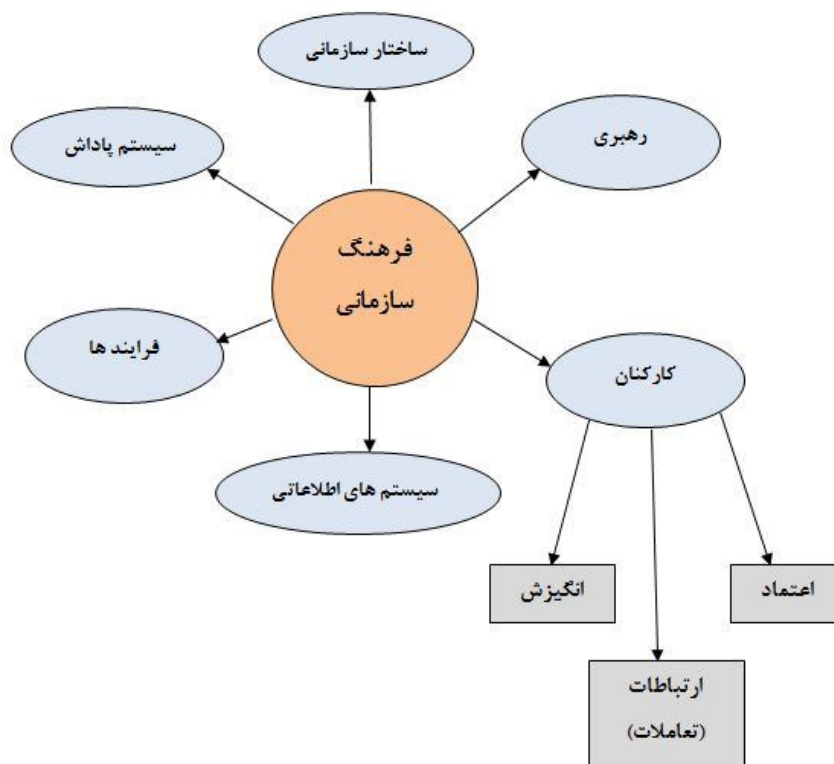 ساختار سازمانی
رهبری
سیستم پاداش
فرهنگ
سازمانی
فرایند ها
کارکنان
سیستم های اطلاعاتی
اعتماد
انگیزش
ارتباطات
(تعاملات)